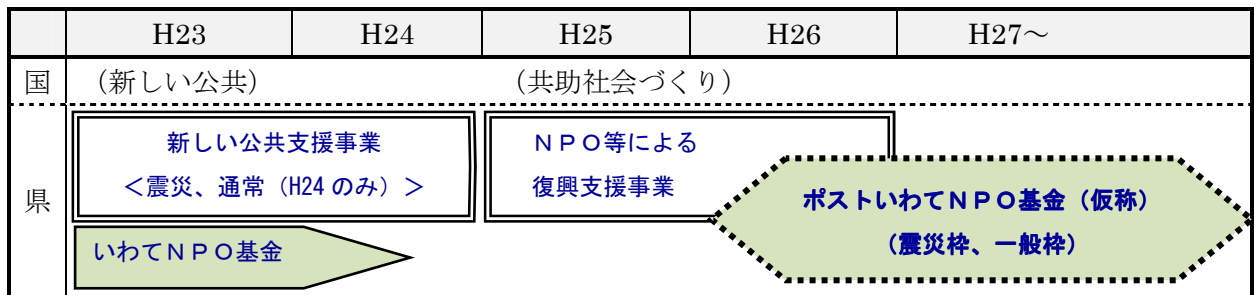 H23 H24 H25 H26 H27～
国 （新しい公共） （共助社会づくり）
県
新しい公共支援事業
＜震災、通常（H24 のみ）＞
ＮＰＯ等による
復興支援事業
ポストいわてＮＰＯ基金（仮称）
（震災枠、一般枠）
いわてＮＰＯ基金